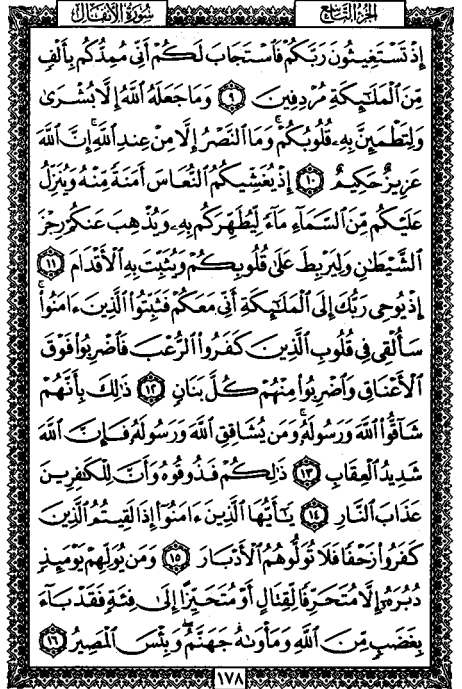 الجزء التاسع
سورة الأنفال
إِذْ تَسْتَغِيثُونَ رَبَّكُمْ فَاسْتَجَابَ لَكُمْ أَنِّي مُمِدُّكُم بِأَلْفٍ
مِّنَ الْمَلَائِكَةِ مُرْدِفِينَ ٩ وَمَا جَعَلَهُ اللَّهُ إِلَّا بُشْرَىٰ
وَلِتَطْمَئِنَّ بِهِ قُلُوبُكُمْ ۚ وَمَا النَّصْرُ إِلَّا مِنْ عِندِ اللَّهِ ۚ إِنَّ اللَّهَ
عَزِيزٌ حَكِيمٌ ١٠ إِذْ يُغَشِّيكُمُ النُّعَاسَ أَمَنَةً مِّنْهُ وَيُنَزِّلُ
عَلَيْكُم مِّنَ السَّمَاءِ مَاءً لِّيُطَهِّرَكُم بِهِ وَيُذْهِبَ عَنكُمْ رِجْزَ
الشَّيْطَانِ وَلِيَرْبِطَ عَلَىٰ قُلُوبِكُمْ وَيُثَبِّتَ بِهِ الْأَقْدَامَ ١١
إِذْ يُوحِي رَبُّكَ إِلَى الْمَلَائِكَةِ أَنِّي مَعَكُمْ فَثَبِّتُوا الَّذِينَ ءَامَنُوا ۚ
سَأُلْقِي فِي قُلُوبِ الَّذِينَ كَفَرُوا الرُّعْبَ فَاضْرِبُوا فَوْقَ
الْأَعْنَاقِ وَاضْرِبُوا مِنْهُمْ كُلَّ بَنَانٍ ١٢ ذَٰلِكَ بِأَنَّهُمْ
شَاقُّوا اللَّهَ وَرَسُولَهُ ۚ وَمَن يُشَاقِقِ اللَّهَ وَرَسُولَهُ فَإِنَّ اللَّهَ
شَدِيدُ الْعِقَابِ ١٣ ذَٰلِكُمْ فَذُوقُوهُ وَأَنَّ لِلْكَافِرِينَ
عَذَابَ النَّارِ ١٤ يَا أَيُّهَا الَّذِينَ ءَامَنُوا إِذَا لَقِيتُمُ الَّذِينَ
كَفَرُوا زَحْفًا فَلَا تُوَلُّوهُمُ الْأَدْبَارَ ١٥ وَمَن يُوَلِّهِمْ يَوْمَئِذٍ
دُبُرَهُ إِلَّا مُتَحَرِّفًا لِّقِتَالٍ أَوْ مُتَحَيِّزًا إِلَىٰ فِئَةٍ فَقَدْ بَاءَ
بِغَضَبٍ مِّنَ اللَّهِ وَمَأْوَاهُ جَهَنَّمُ ۖ وَبِئْسَ الْمَصِيرُ ١٦
١٧٨